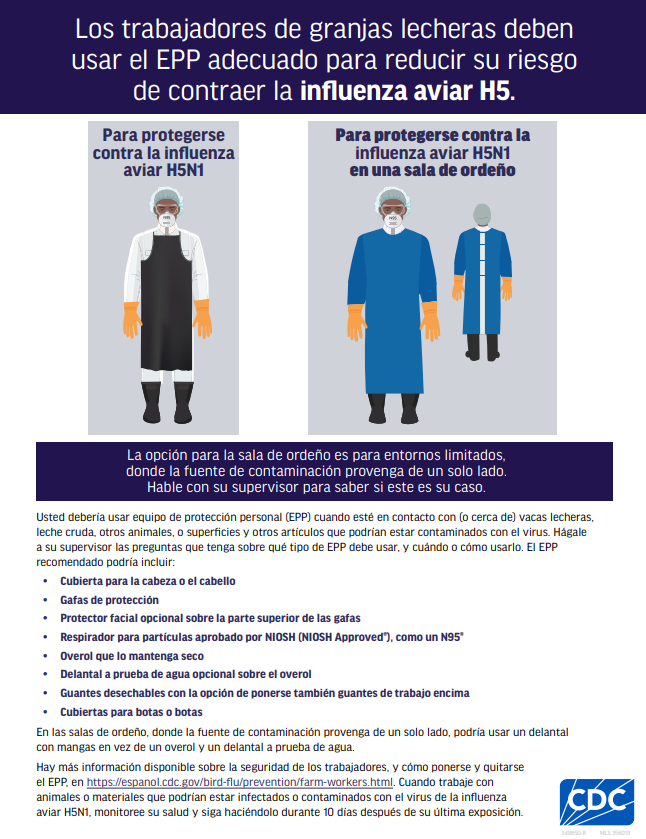 Los trabajadores de granjas lecheras deben
usar el EPP adecuado para reducir su riesgo
de contraer la influenza aviar H5.
Para protegerse
contra la influenza
aviar H5N1
Para protegerse contra la
influenza aviar H5N1
en una sala de ordeño
N95
N95
La opción para la sala de ordeño es para entornos limitados,
donde la fuente de contaminación provenga de un solo lado.
Hable con su supervisor para saber si este es su caso.
Usted debería usar equipo de protección personal (EPP) cuando esté en contacto con (o cerca de) vacas lecheras,
leche cruda, otros animales, o superficies y otros artículos que podrían estar contaminados con el virus. Hágale
a su supervisor las preguntas que tenga sobre qué tipo de EPP debe usar, y cuándo o cómo usarlo. El EPP
recomendado podría incluir:
• Cubierta para la cabeza o el cabello
• Gafas de protección
• Protector facial opcional sobre la parte superior de las gafas
• Respirador para partículas aprobado por NIOSH (NIOSH Approved®), como un N95®
• Overol que lo mantenga seco
• Delantal a prueba de agua opcional sobre el overol
• Guantes desechables con la opción de ponerse también guantes de trabajo encima
• Cubiertas para botas o botas
En las salas de ordeño, donde la fuente de contaminación provenga de un solo lado, podría usar un delantal
con mangas en vez de un overol y un delantal a prueba de agua.
Hay más información disponible sobre la seguridad de los trabajadores, y cómo ponerse y quitarse
el EPP, en https://espanol.cdc.gov/bird-flu/prevention/farm-workers.html. Cuando trabaje con
animales o materiales que podrían estar infectados o contaminados con el virus de la influenza
aviar H5N1, monitoree su salud y siga haciéndolo durante 10 días después de su última exposición.
CDC